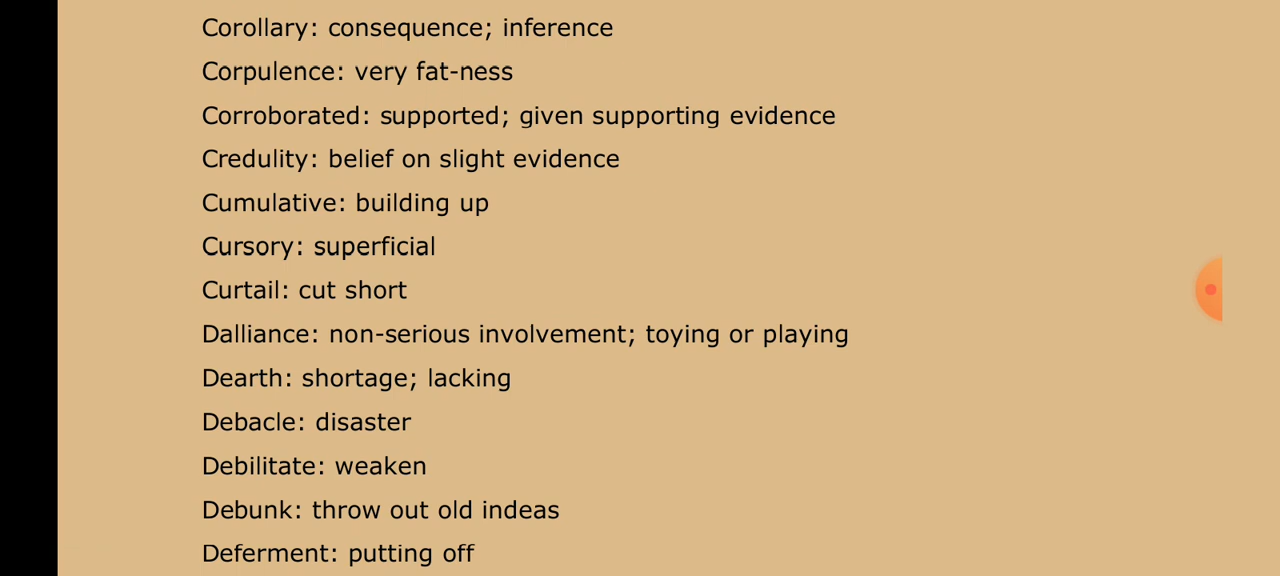 Corollary: consequence; inference
Corpulence: very fat-ness
Corroborated: supported; given supporting evidence
Credulity: belief on slight evidence
Cumulative: building up
Cursory: superficial
Curtail: cut short
Dalliance: non-serious involvement; toying or playing
Dearth: shortage; lacking
Debacle: disaster
Debilitate: weaken
Debunk: throw out old indeas
Deferment: putting off